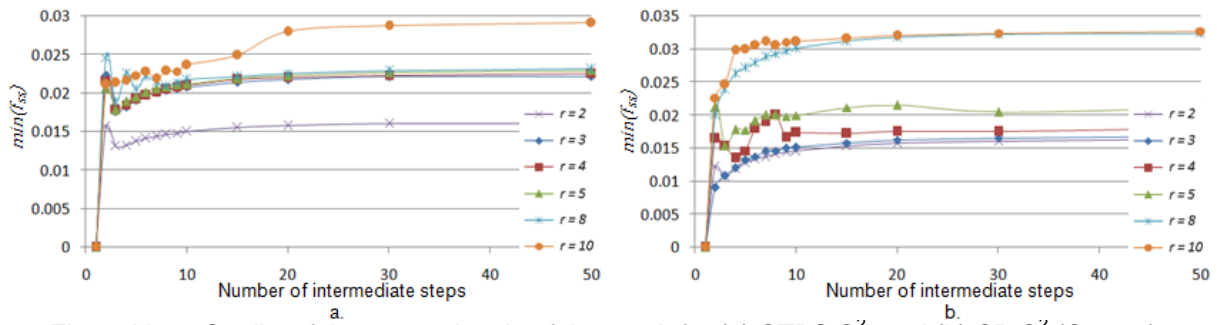 0.03
0.025
0.02
0.015
0.01
0.005
0
min(f_ss)
0 10 20 30 40 50
Number of intermediate steps
a.
r = 2
r = 3
r = 4
r = 5
r = 8
r = 10
0.035
0.03
0.025
0.02
0.015
0.01
0.005
0
min(f_ss)
0 10 20 30 40 50
Number of intermediate steps
b.
r = 2
r = 3
r = 4
r = 5
r = 8
r = 10